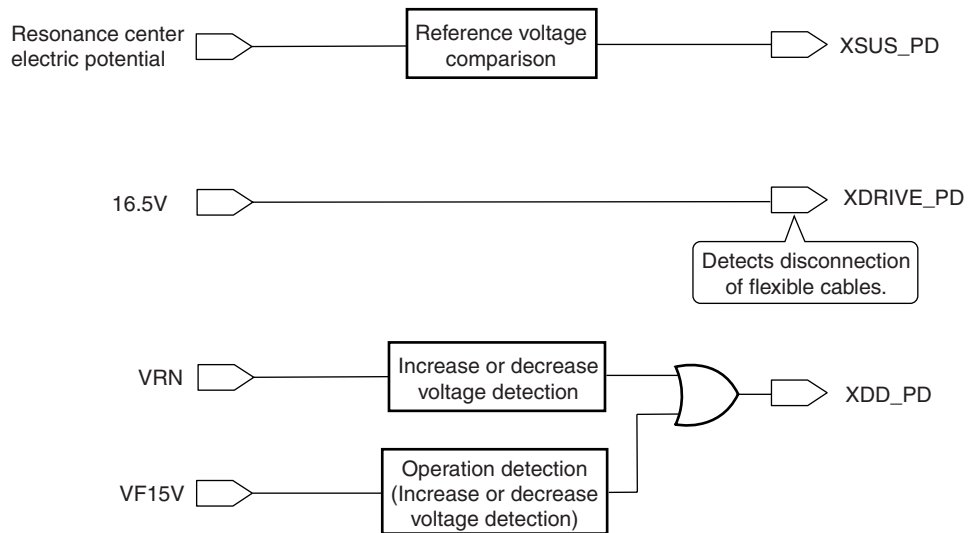 Resonance center
electric potential
Reference voltage
comparison
XSUS_PD
16.5V
XDRIVE_PD
Detects disconnection
of flexible cables.
VRN
Increase or decrease
voltage detection
XDD_PD
VF15V
Operation detection
(Increase or decrease
voltage detection)